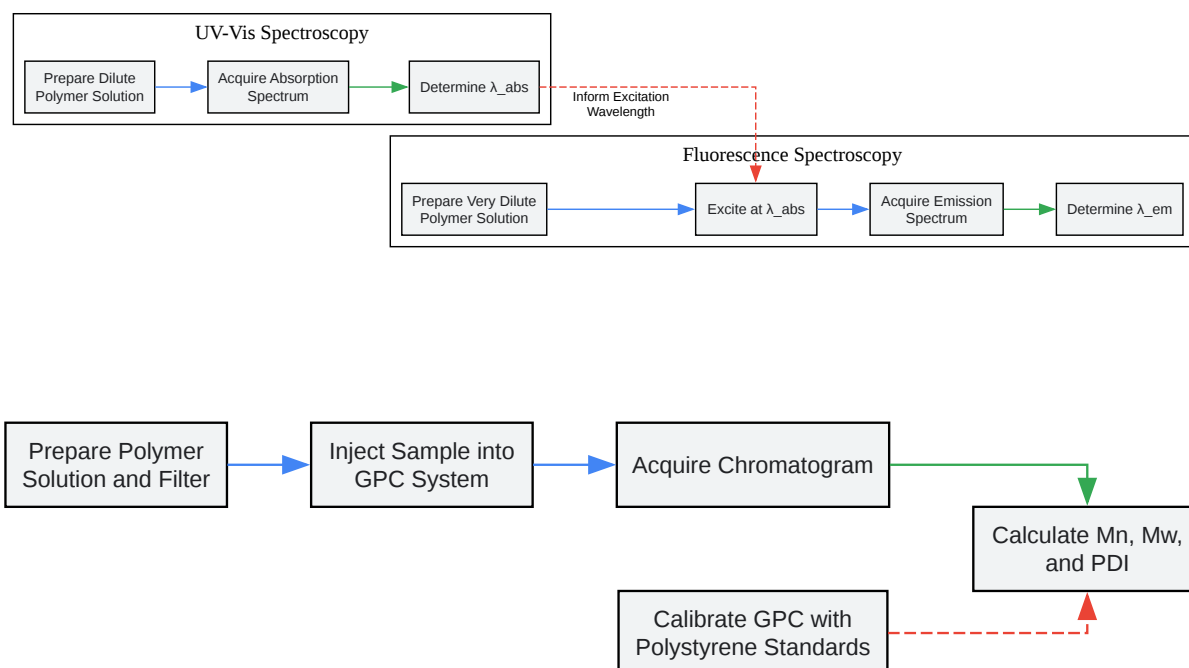 UV-Vis Spectroscopy
Prepare Dilute
Polymer Solution
Acquire Absorption
Spectrum
Determine λ_abs
Inform Excitation
Wavelength
Fluorescence Spectroscopy
Prepare Very Dilute
Polymer Solution
Excite at λ_abs
Acquire Emission
Spectrum
Determine λ_em
Prepare Polymer
Solution and Filter
Inject Sample into
GPC System
Acquire Chromatogram
Calculate Mn, Mw,
and PDI
Calibrate GPC with
Polystyrene Standards